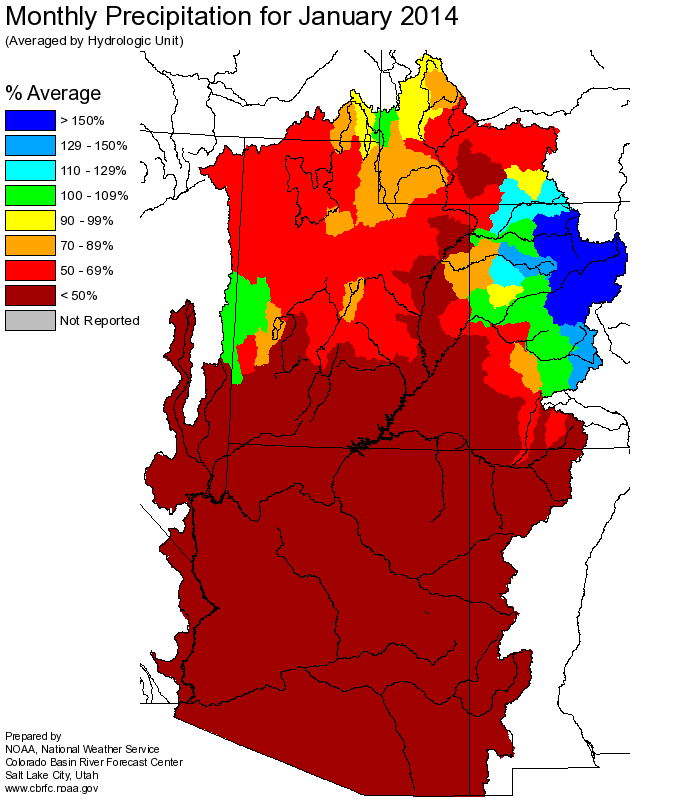 Monthly Precipitation for January 2014
(Averaged by Hydrologic Unit)
% Average
> 150%
129 - 150%
110 - 129%
100 - 109%
90 - 99%
70 - 89%
50 - 69%
< 50%
Not Reported
Prepared by
NOAA, National Weather Service
Colorado Basin River Forecast Center
Salt Lake City, Utah
www.cbrfc.noaa.gov